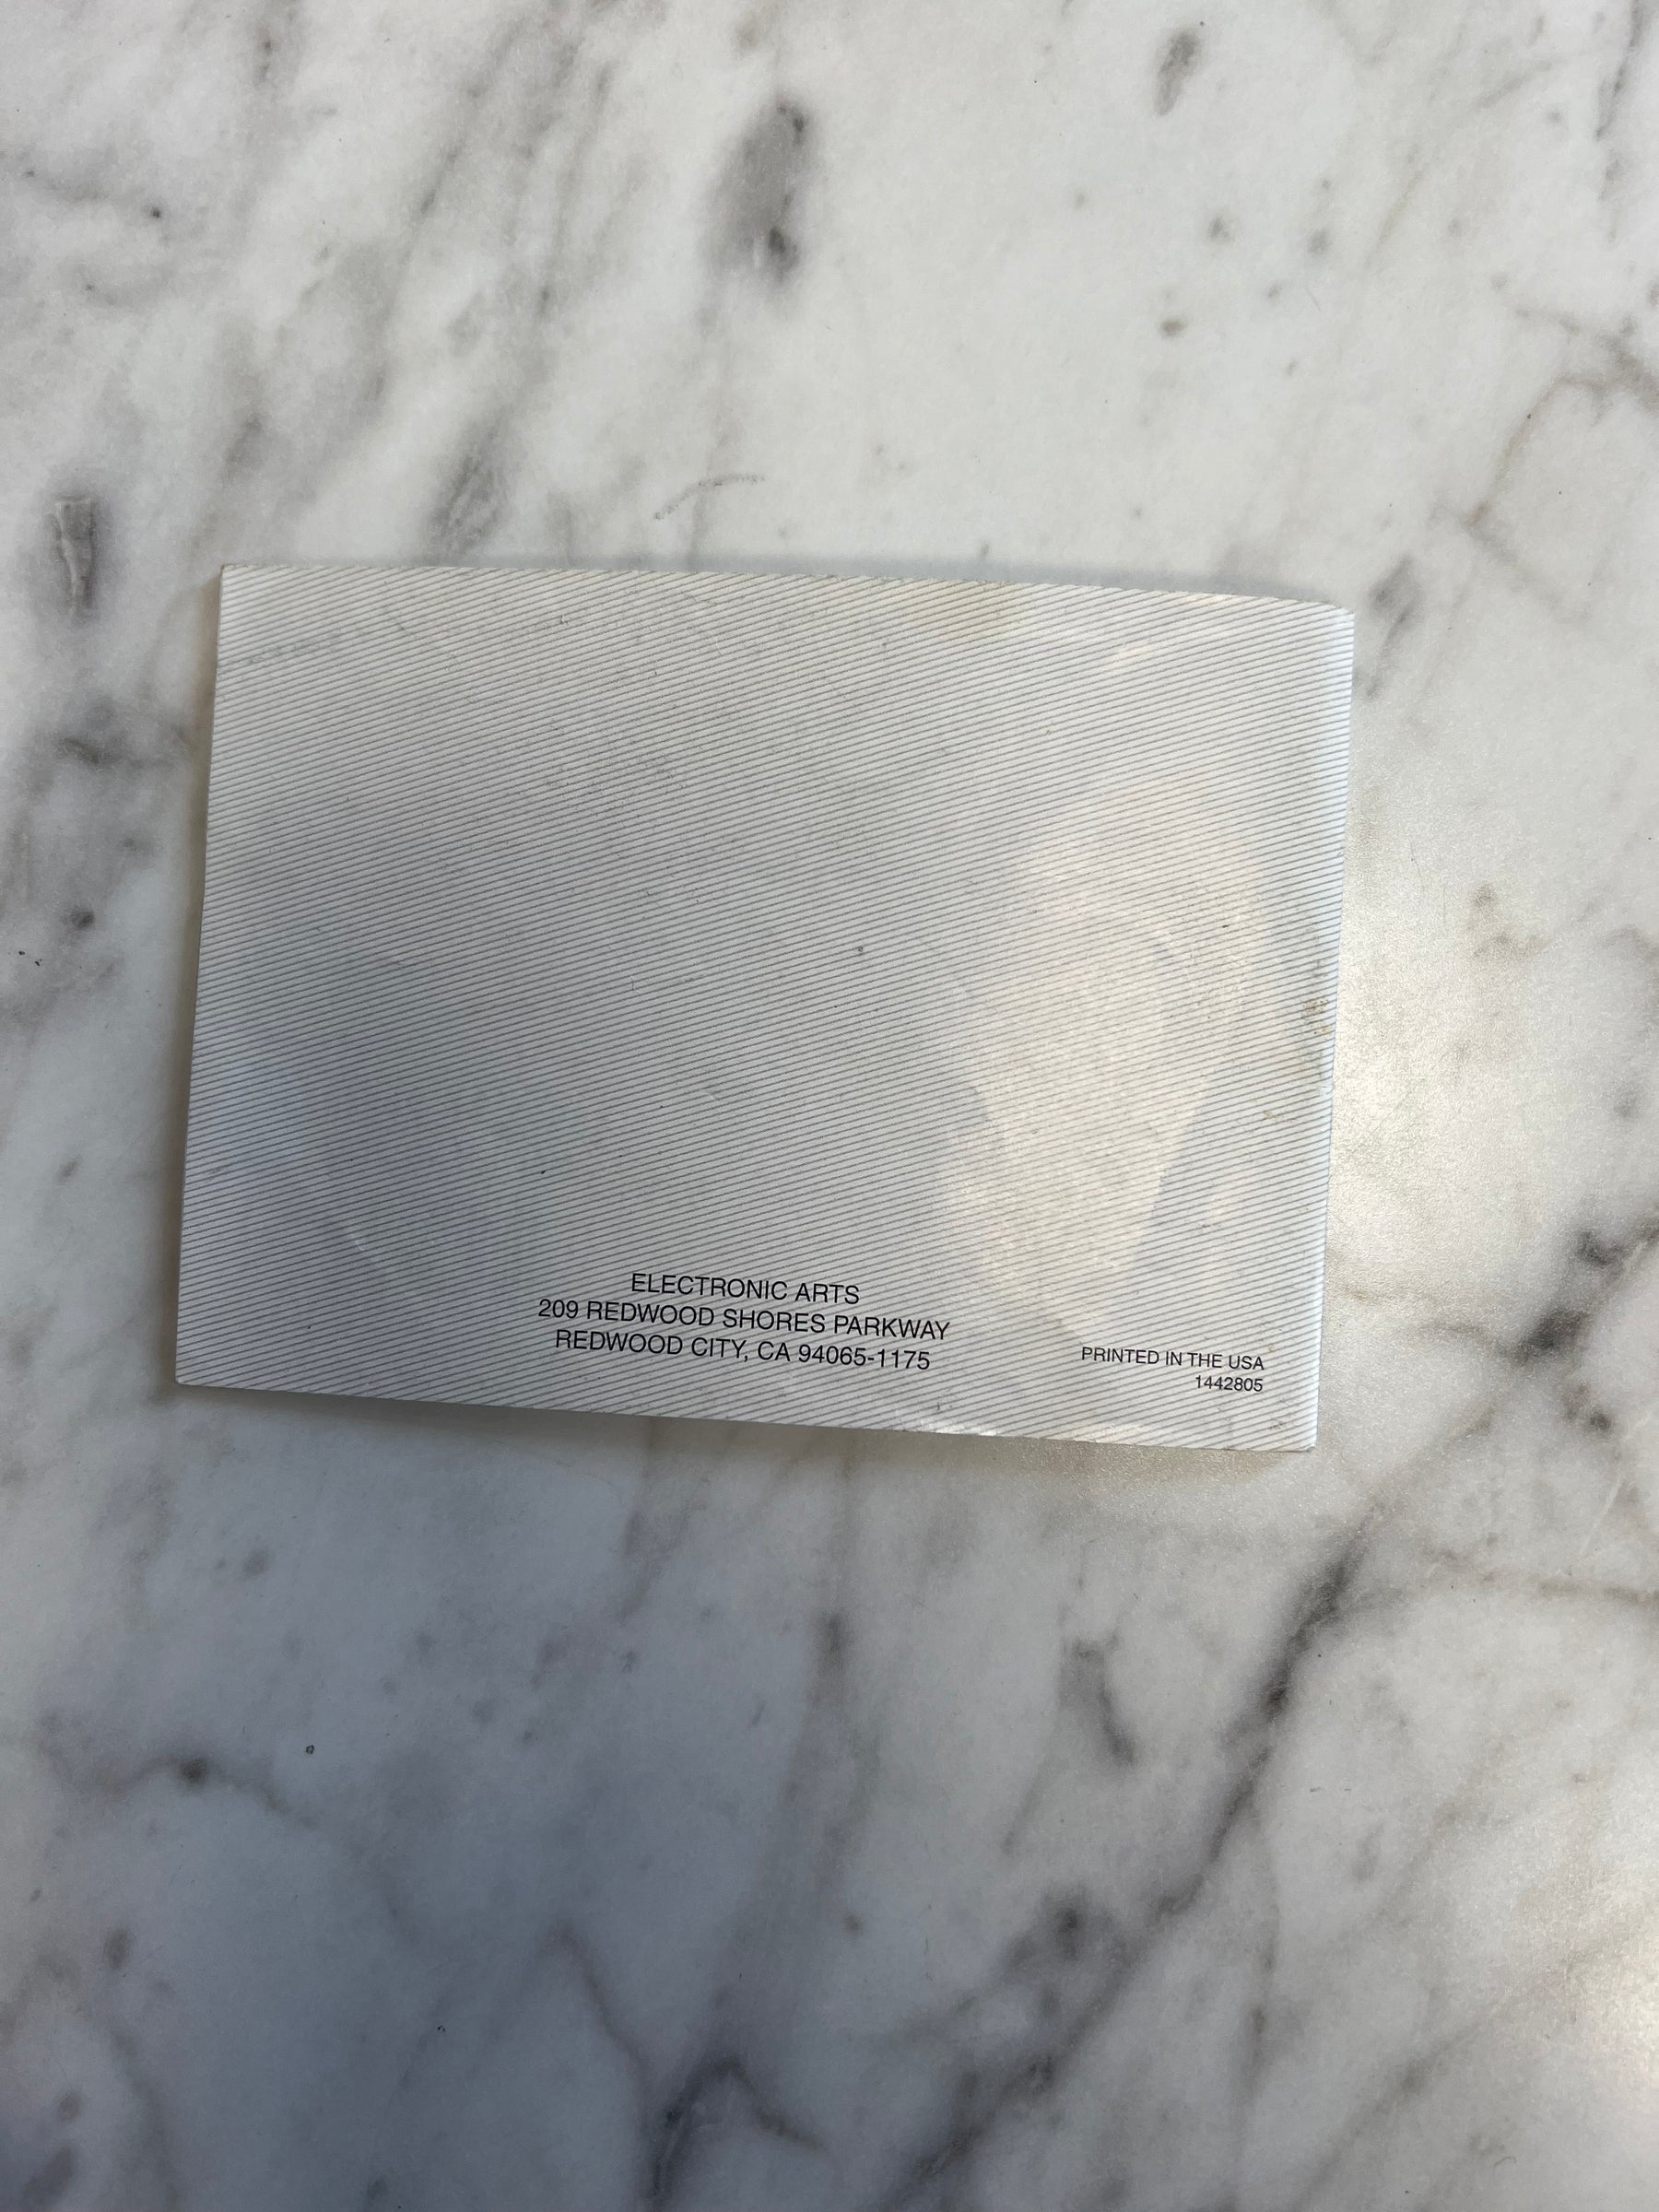 ELECTRONIC ARTS
209 REDWOOD SHORES PARKWAY
REDWOOD CITY, CA 94065-1175
PRINTED IN THE USA
1442805